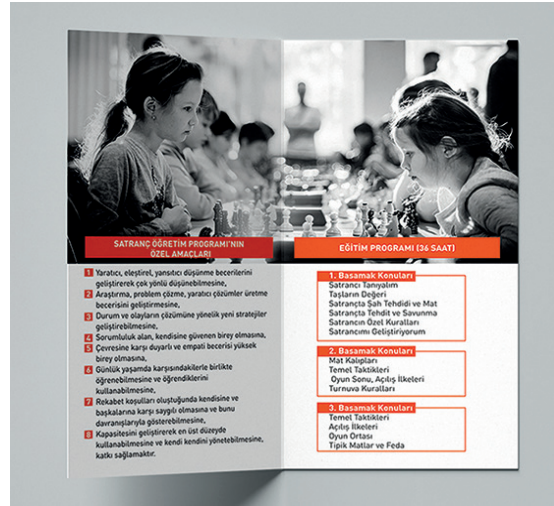 SATRANÇ ÖĞRETİM PROGRAMI'NIN
ÖZEL AMAÇLARI
1 Yaratıcı, eleştirel, yansıtıcı düşünme becerilerini
geliştirerek çok yönlü düşünebilmesine,
2 Araştırma, problem çözme, yaratıcı çözümler üretme
becerisini geliştirmesine,
3 Durum ve olayların çözümüne yönelik yeni stratejiler
geliştirebilmesine,
4 Sorumluluk alan, kendisine güvenen birey olmasına,
5 Çevresine karşı duyarlı ve empati becerisi yüksek
birey olmasına,
6 Günlük yaşamda karşısındakilerle birlikte
öğrenebilmesine ve öğrendiklerini
kullanabilmesine,
7 Rekabet koşulları oluştuğunda kendisine ve
başkalarına karşı saygılı olmasına ve bunu
davranışlarıyla gösterebilmesine,
8 Kapasitesini geliştirerek en üst düzeyde
kullanabilmesine ve kendi kendini yönetebilmesine,
katkı sağlamaktır.
EĞİTİM PROGRAMI (36 SAAT)
1. Basamak Konuları
Satrancı Tanıyalım
Taşların Değeri
Satrançta Şah Tehdidi ve Mat
Satrançta Tehdit ve Savunma
Satrancın Özel Kuralları
Satrancımı Geliştiriyorum
2. Basamak Konuları
Mat Kalıpları
Temel Taktikleri
Oyun Sonu, Açılış İlkeleri
Turnuva Kuralları
3. Basamak Konuları
Temel Taktikleri
Açılış İlkeleri
Oyun Ortası
Tipik Matlar ve Feda